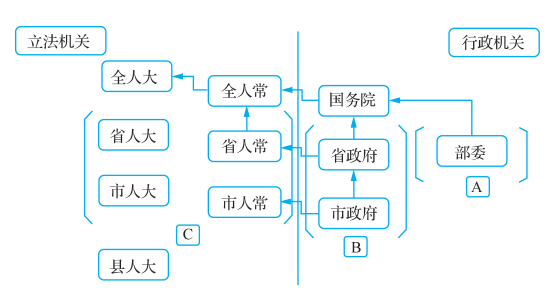 立法机关
行政机关
全人大
全人常
国务院
省人大
省人常
省政府
部委
市人大
市人常
市政府
A
B
C
县人大